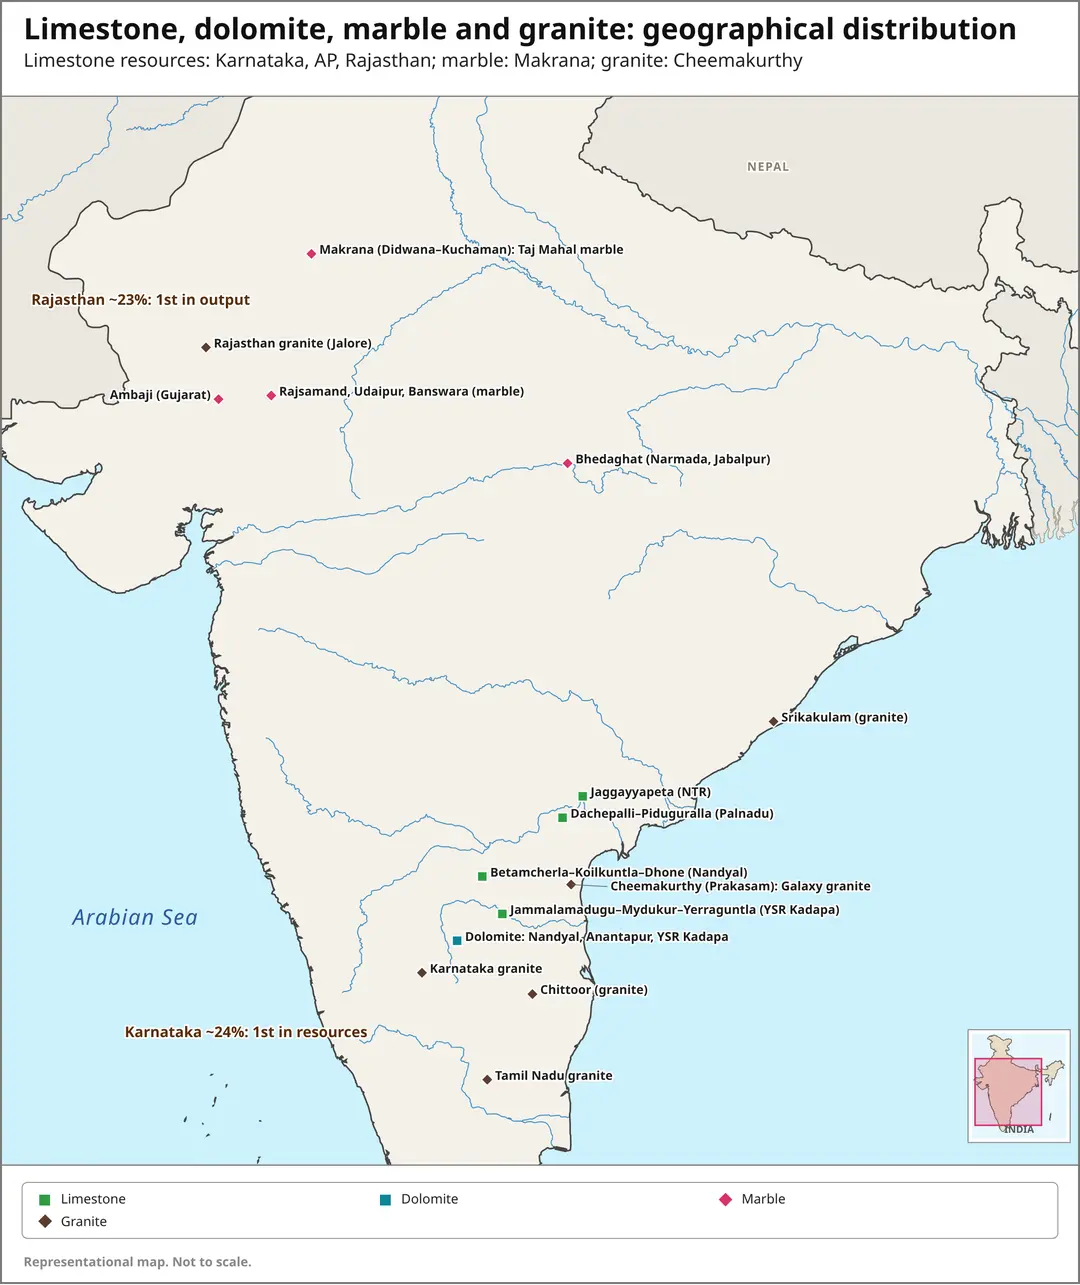 Limestone, dolomite, marble and granite: geographical distribution
Limestone resources: Karnataka, AP, Rajasthan; marble: Makrana; granite: Cheemakurthy
NEPAL
Makrana (Didwana–Kuchaman): Taj Mahal marble
Rajasthan ~23%: 1st in output
Rajasthan granite (Jalore)
Ambaji (Gujarat)
Rajsamand, Udaipur, Banswara (marble)
Bhedaghat (Narmada, Jabalpur)
Srikakulam (granite)
Jaggayyapeta (NTR)
Dachepalli–Piduguralla (Palnadu)
Betamcherla–Koilkuntla–Dhone (Nandyal)
Cheemakurthy (Prakasam): Galaxy granite
Jammalamadugu–Mydukur–Yerraguntla (YSR Kadapa)
Arabian Sea
Dolomite: Nandyal, Anantapur, YSR Kadapa
Karnataka granite
Chittoor (granite)
Karnataka ~24%: 1st in resources
Tamil Nadu granite
INDIA
Limestone
Dolomite
Marble
Granite
Representational map. Not to scale.